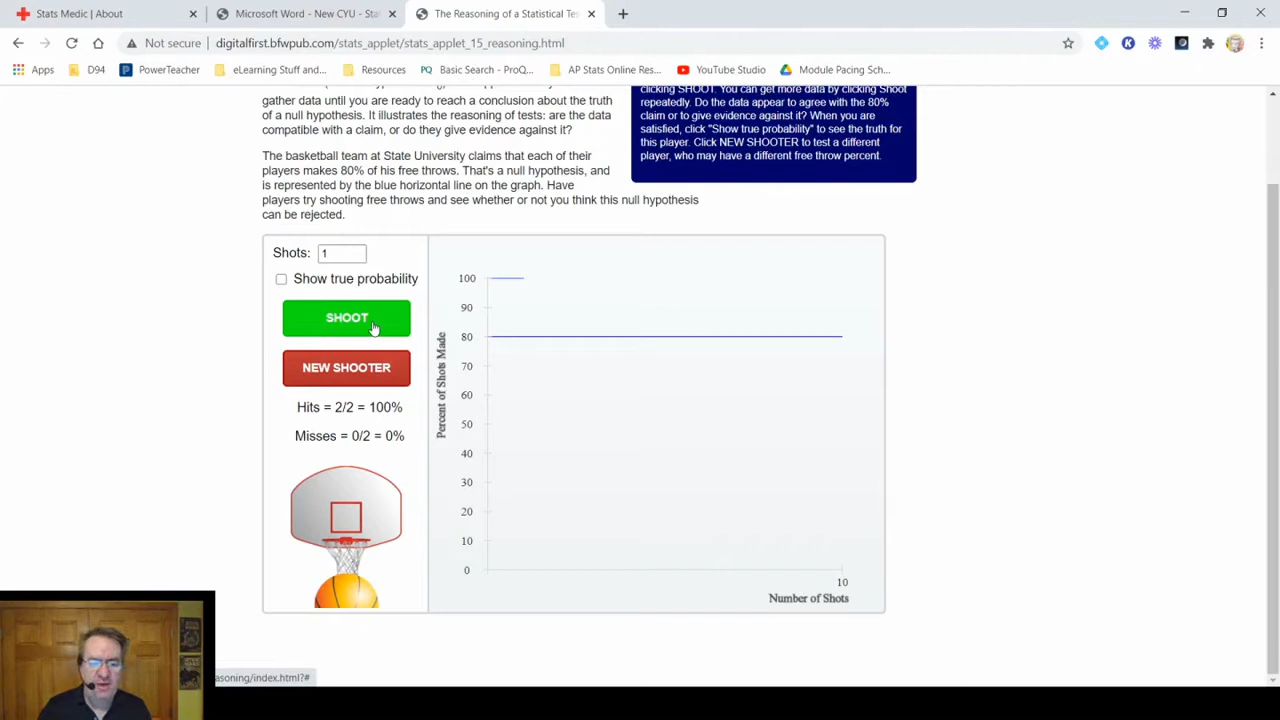 Stats Medic | About
Microsoft Word - New CYU - Sta
The Reasoning of a Statistical Tes
Not secure
digitalfirst.bfwpub.com/stats_applet/stats_applet_15_reasoning.html
Apps
D94
PowerTeacher
eLearning Stuff and...
Resources
PQ Basic Search - ProQ...
AP Stats Online Res...
YouTube Studio
Module Pacing Sch...
gather data until you are ready to reach a conclusion about the truth
of a null hypothesis. It illustrates the reasoning of tests: are the data
compatible with a claim, or do they give evidence against it?
The basketball team at State University claims that each of their
players makes 80% of his free throws. That's a null hypothesis, and
is represented by the blue horizontal line on the graph. Have
players try shooting free throws and see whether or not you think this null hypothesis
can be rejected.
clicking SHOOT. You can get more data by clicking Shoot
repeatedly. Do the data appear to agree with the 80%
claim or to give evidence against it? When you are
satisfied, click "Show true probability" to see the truth for
this player. Click NEW SHOOTER to test a different
player, who may have a different free throw percent.
Shots: 1
Show true probability
SHOOT
NEW SHOOTER
Hits = 2/2 = 100%
Misses = 0/2 = 0%
Percent of Shots Made
100
90
80
70
60
50
40
30
20
10
0
10
Number of Shots
asoning/index.html?#